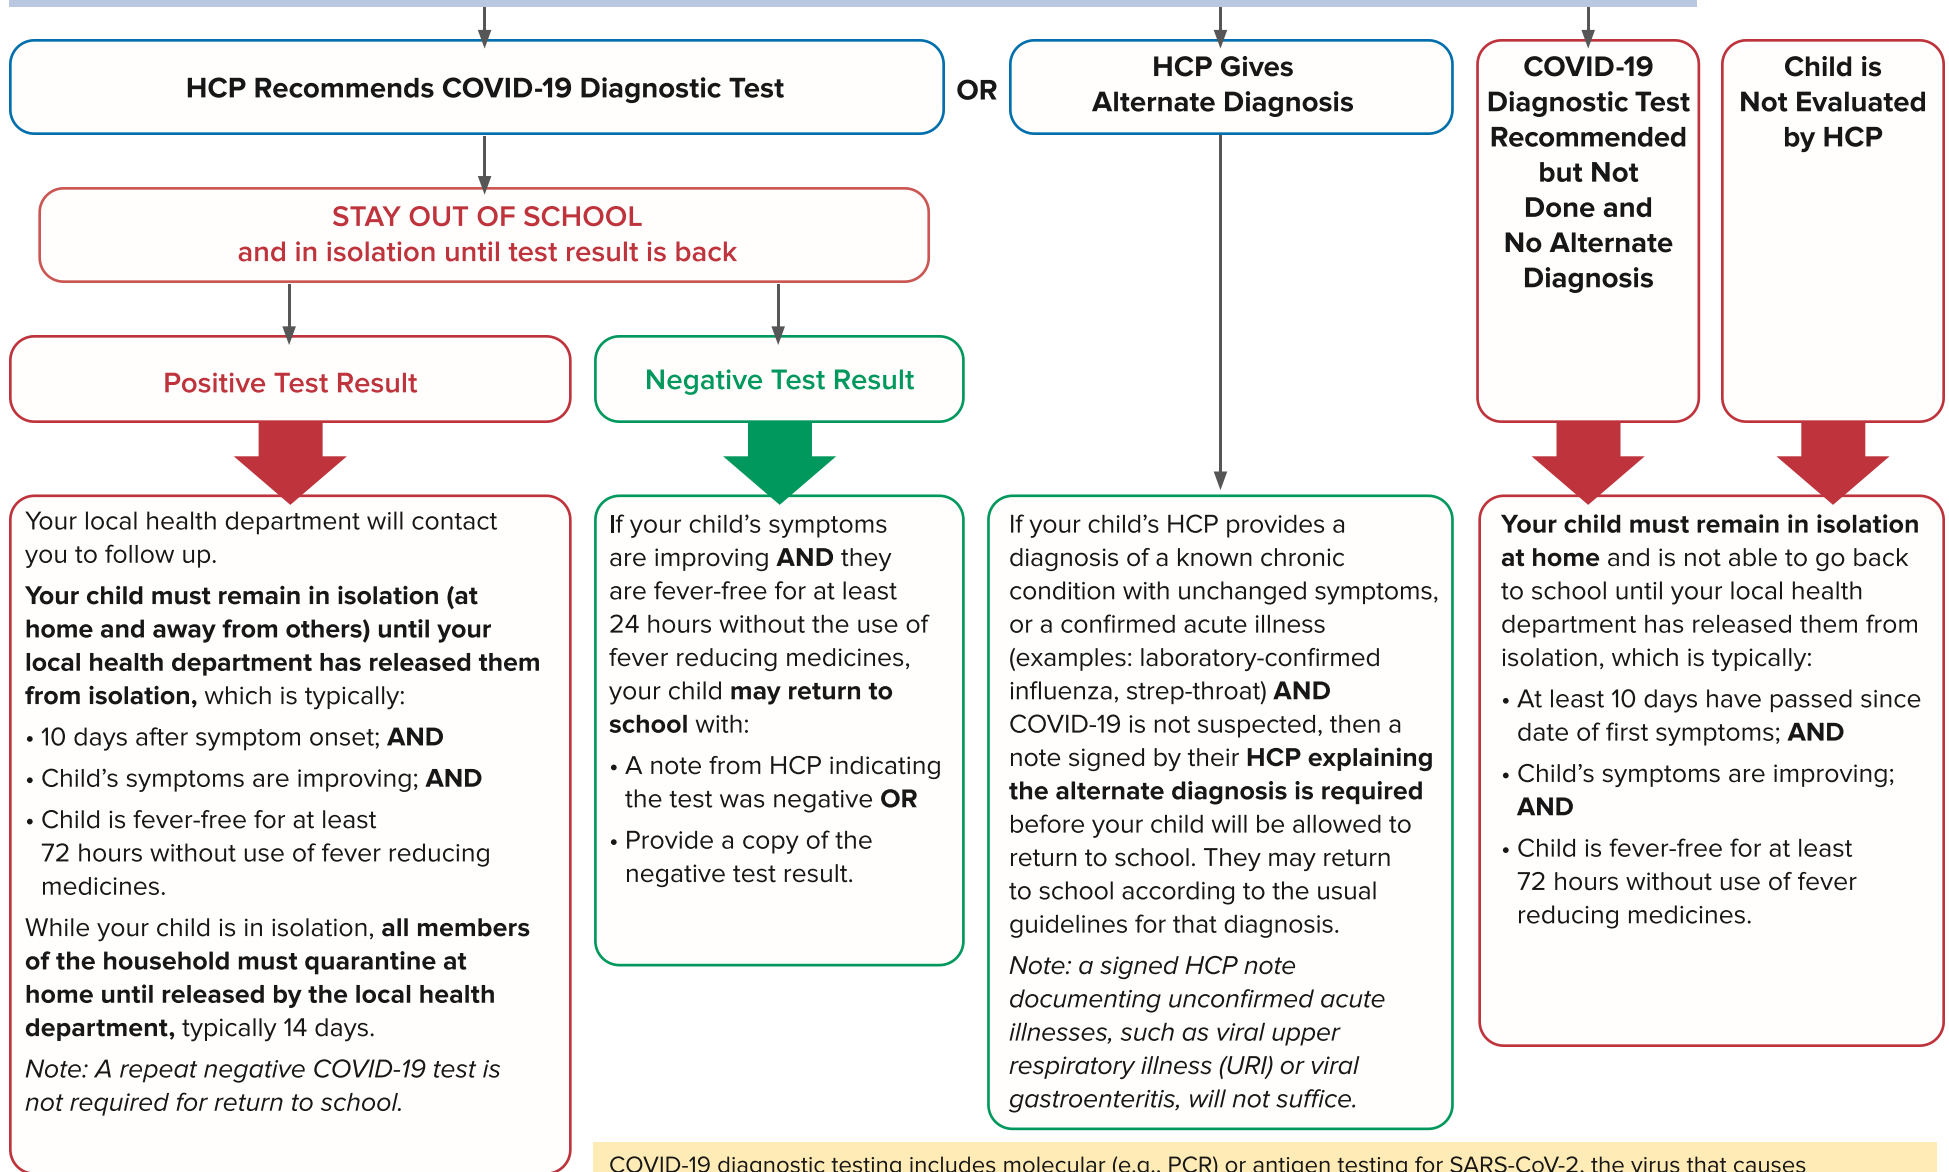 HCP Recommends COVID-19 Diagnostic Test
OR
HCP Gives
Alternate Diagnosis
COVID-19
Diagnostic Test
Recommended
but Not
Done and
No Alternate
Diagnosis
Child is
Not Evaluated
by HCP
STAY OUT OF SCHOOL
and in isolation until test result is back
Positive Test Result
Negative Test Result
Your local health department will contact
you to follow up.
Your child must remain in isolation (at
home and away from others) until your
local health department has released them
from isolation, which is typically:
• 10 days after symptom onset; AND
• Child’s symptoms are improving; AND
• Child is fever-free for at least
72 hours without use of fever reducing
medicines.
While your child is in isolation, all members
of the household must quarantine at
home until released by the local health
department, typically 14 days.
Note: A repeat negative COVID-19 test is
not required for return to school.
If your child’s symptoms
are improving AND they
are fever-free for at least
24 hours without the use of
fever reducing medicines,
your child may return to
school with:
• A note from HCP indicating
the test was negative OR
• Provide a copy of the
negative test result.
If your child’s HCP provides a
diagnosis of a known chronic
condition with unchanged symptoms,
or a confirmed acute illness
(examples: laboratory-confirmed
influenza, strep-throat) AND
COVID-19 is not suspected, then a
note signed by their HCP explaining
the alternate diagnosis is required
before your child will be allowed to
return to school. They may return
to school according to the usual
guidelines for that diagnosis.
Note: a signed HCP note
documenting unconfirmed acute
illnesses, such as viral upper
respiratory illness (URI) or viral
gastroenteritis, will not suffice.
Your child must remain in isolation
at home and is not able to go back
to school until your local health
department has released them from
isolation, which is typically:
• At least 10 days have passed since
date of first symptoms; AND
• Child’s symptoms are improving;
AND
• Child is fever-free for at least
72 hours without use of fever
reducing medicines.
COVID-19 diagnostic testing includes molecular (e.g., PCR) or antigen testing for SARS-CoV-2, the virus that causes